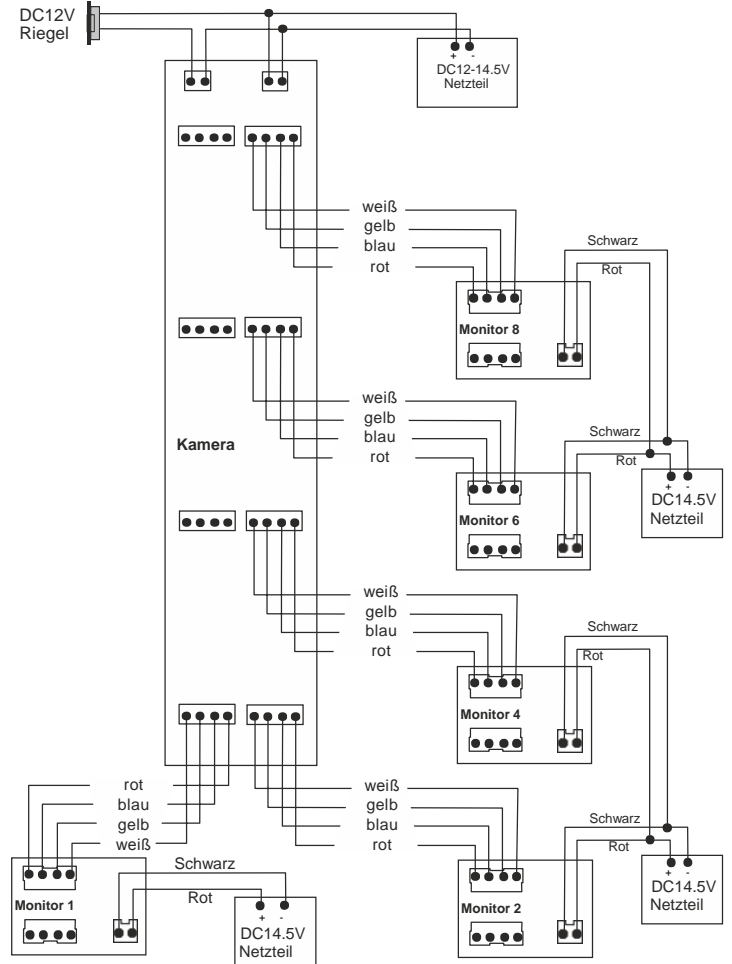 DC12V
Riegel
+ -
DC12-14.5V
Netzteil
weiß
gelb
blau
rot
Schwarz
Rot
Monitor 8
Kamera
weiß
gelb
blau
rot
Schwarz
Rot
+ -
DC14.5V
Netzteil
Monitor 6
weiß
gelb
blau
rot
Schwarz
Rot
Monitor 4
rot
blau
gelb
weiß
weiß
gelb
blau
rot
Schwarz
Rot
+ -
DC14.5V
Netzteil
Monitor 2
Schwarz
Rot
Monitor 1
+ -
DC14.5V
Netzteil